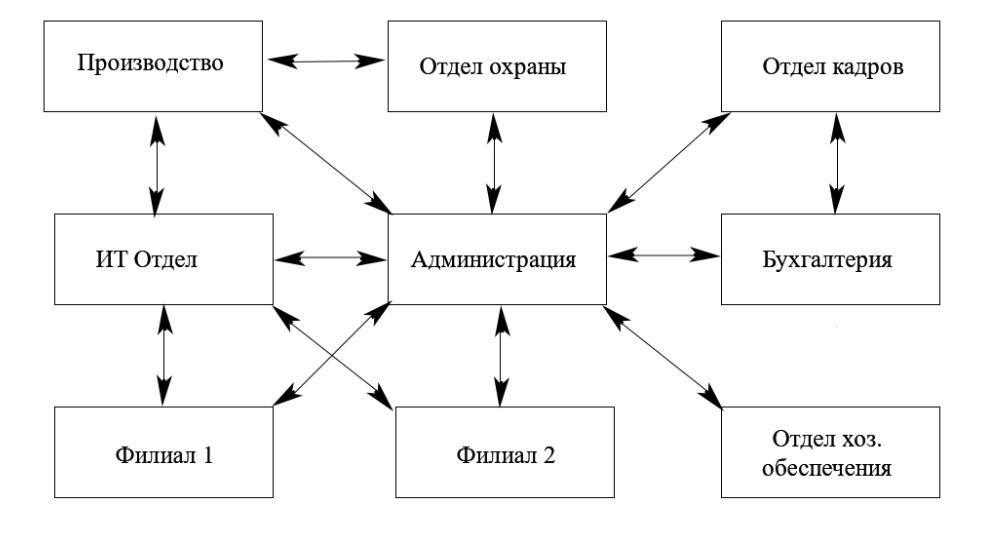 Производство
Отдел охраны
Отдел кадров
ИТ Отдел
Администрация
Бухгалтерия
Филиал 1
Филиал 2
Отдел хоз.
обеспечения